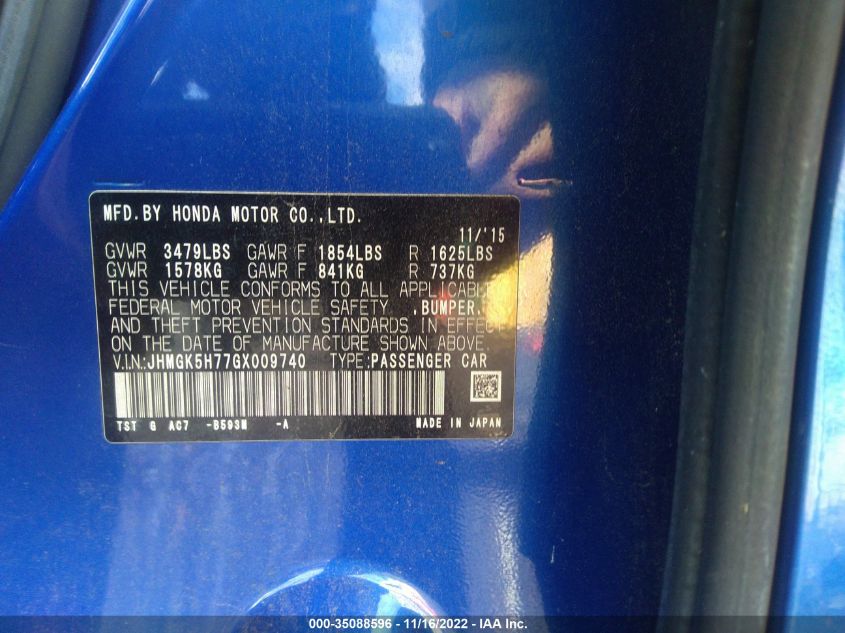 MFD.BY HONDA MOTOR CO.,LTD.
11/'15
GVWR 3479LBS GAWR F 1854LBS R 1625LBS
GVWR 1578KG GAWR F 841KG R 737KG
THIS VEHICLE CONFORMS TO ALL APPLICABLE
FEDERAL MOTOR VEHICLE SAFETY ,BUMPER,
AND THEFT PREVENTION STANDARDS IN EFFECT
ON THE DATE OF MANUFACTURE SHOWN ABOVE.
V.I.N:JHMGK5H77GX009740 TYPE:PASSENGER CAR
TST G AC7 -B593M -A MADE IN JAPAN
000-35088596 - 11/16/2022 - IAA Inc.